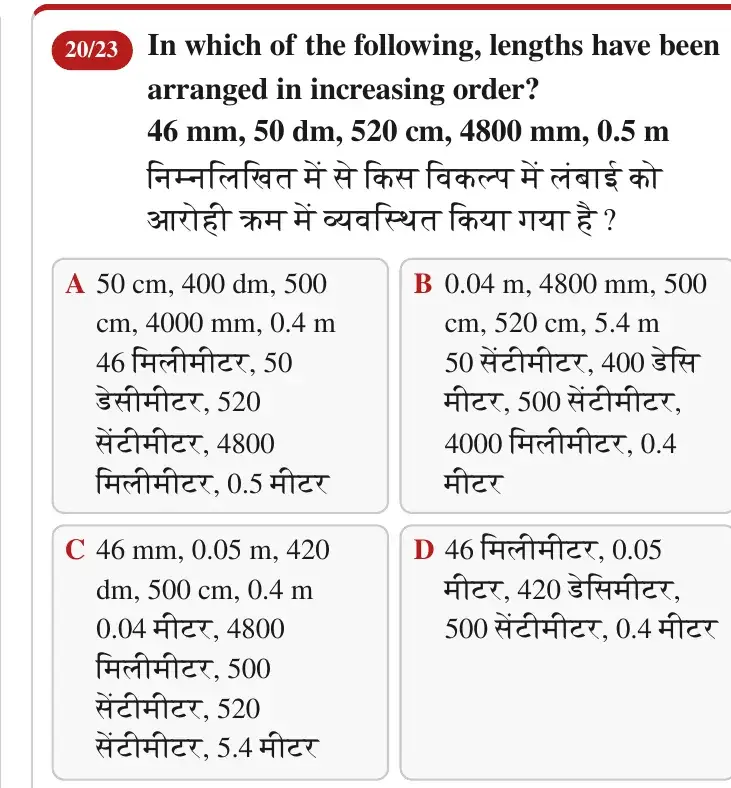 20/23 In which of the following, lengths have been
arranged in increasing order?
46 mm, 50 dm, 520 cm, 4800 mm, 0.5 m
निम्नलिखित में से किस विकल्प में लंबाई को
आरोही क्रम में व्यवस्थित किया गया है ?
A 50 cm, 400 dm, 500
cm, 4000 mm, 0.4 m
46 मिलीमीटर, 50
डेसीमीटर, 520
सेंटीमीटर, 4800
मिलीमीटर, 0.5 मीटर
B 0.04 m, 4800 mm, 500
cm, 520 cm, 5.4 m
50 सेंटीमीटर, 400 डेसि
मीटर, 500 सेंटीमीटर,
4000 मिलीमीटर, 0.4
मीटर
C 46 mm, 0.05 m, 420
dm, 500 cm, 0.4 m
0.04 मीटर, 4800
मिलीमीटर, 500
सेंटीमीटर, 520
सेंटीमीटर, 5.4 मीटर
D 46 मिलीमीटर, 0.05
मीटर, 420 डेसिमीटर,
500 सेंटीमीटर, 0.4 मीटर